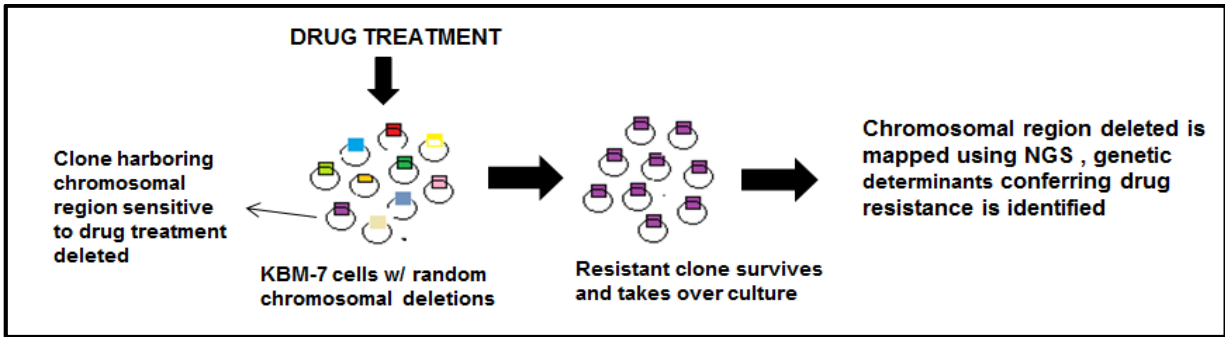 DRUG TREATMENT
Clone harboring
chromosomal
region sensitive
to drug treatment
deleted
KBM-7 cells w/ random
chromosomal deletions
Resistant clone survives
and takes over culture
Chromosomal region deleted is
mapped using NGS , genetic
determinants conferring drug
resistance is identified